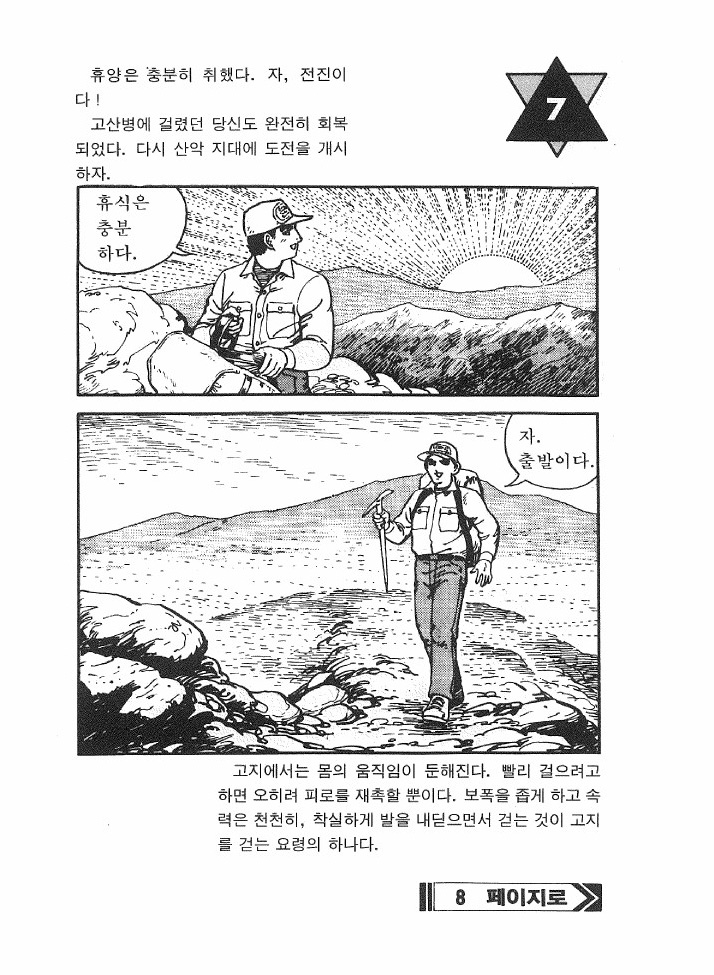 휴양은 충분히 취했다. 자, 전진이
다!
고산병에 걸렸던 당신도 완전히 회복
되었다. 다시 산악 지대에 도전을 개시
하자.
7
휴식은
충분
하다.
자.
출발이다.
고지에서는 몸의 움직임이 둔해진다. 빨리 걸으려고
하면 오히려 피로를 재촉할 뿐이다. 보폭을 좁게 하고 속
력은 천천히, 착실하게 발을 내딛으면서 걷는 것이 고지
를 걷는 요령의 하나다.
8 페이지로